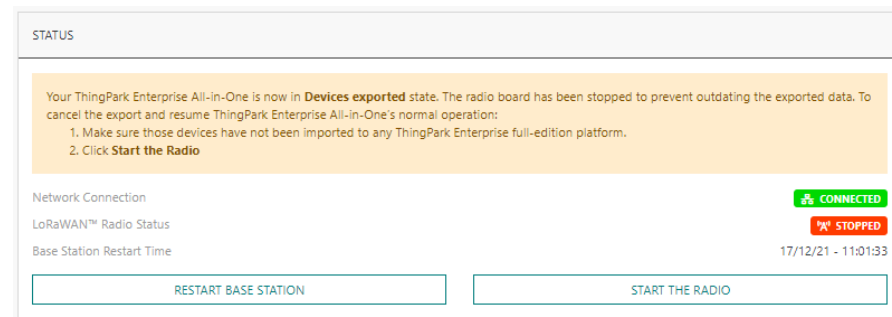 STATUS
Your ThingPark Enterprise All-in-One is now in Devices exported state. The radio board has been stopped to prevent outdating the exported data. To
cancel the export and resume ThingPark Enterprise All-in-One's normal operation:
1. Make sure those devices have not been imported to any ThingPark Enterprise full-edition platform.
2. Click Start the Radio
Network Connection CONNECTED
LoRaWAN™ Radio Status STOPPED
Base Station Restart Time 17/12/21 - 11:01:33
RESTART BASE STATION START THE RADIO